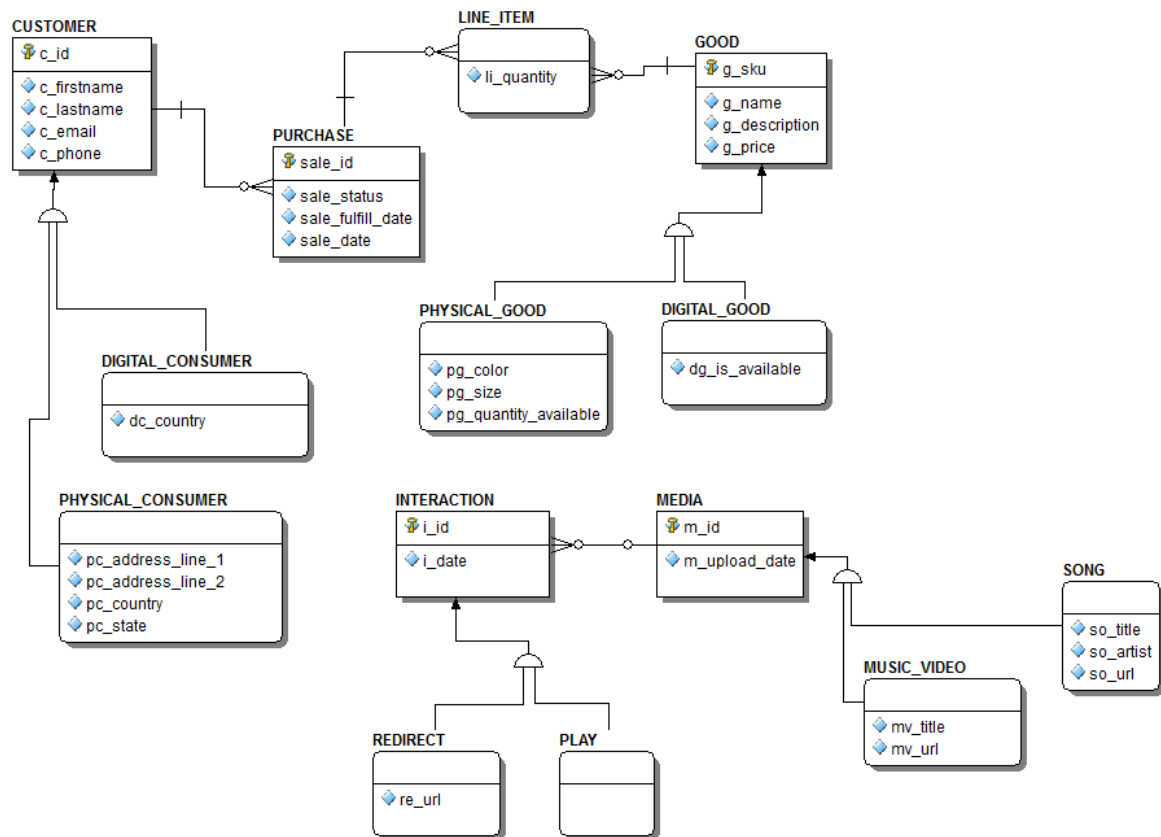 CUSTOMER
c_id
c_firstname
c_lastname
c_email
c_phone
LINE_ITEM
li_quantity
GOOD
g_sku
g_name
g_description
g_price
PURCHASE
sale_id
sale_status
sale_fulfill_date
sale_date
PHYSICAL_GOOD
pg_color
pg_size
pg_quantity_available
DIGITAL_GOOD
dg_is_available
DIGITAL_CONSUMER
dc_country
PHYSICAL_CONSUMER
pc_address_line_1
pc_address_line_2
pc_country
pc_state
INTERACTION
i_id
i_date
MEDIA
m_id
m_upload_date
SONG
so_title
so_artist
so_url
MUSIC_VIDEO
mv_title
mv_url
REDIRECT
re_url
PLAY